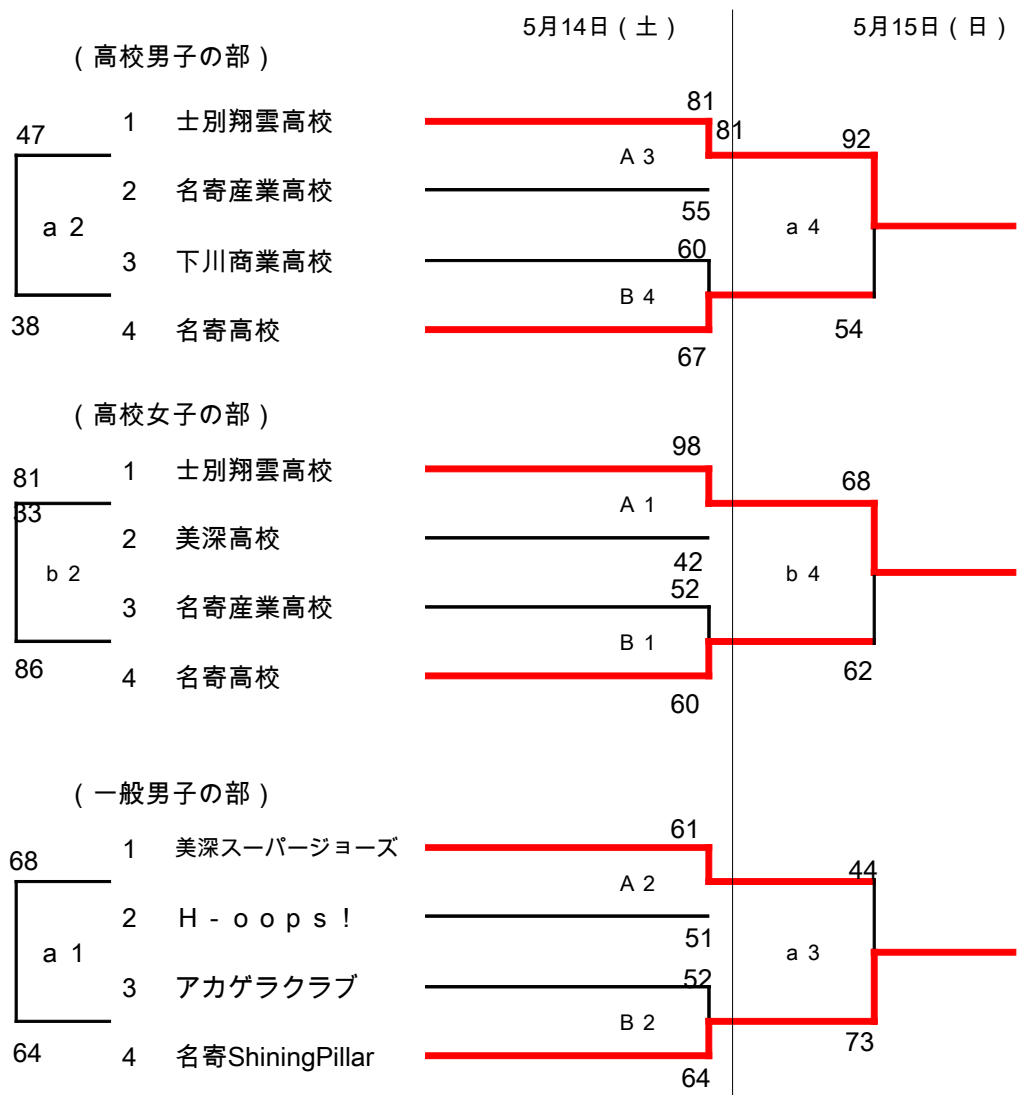 5月14日（土）
5月15日（日）
（高校男子の部）
81
1 士別翔雲高校
47
81
92
A 3
2 名寄産業高校
55
a 2
a 4
60
3 下川商業高校
B 4
38
54
4 名寄高校
67
（高校女子の部）
98
1 士別翔雲高校
81
68
33
A 1
2 美深高校
42
b 2
b 4
52
3 名寄産業高校
B 1
86
62
4 名寄高校
60
（一般男子の部）
61
1 美深スーパージョーズ
68
44
A 2
2 H - o o p s !
51
a 1
a 3
52
3 アカゲラクラブ
B 2
64
73
4 名寄ShiningPillar
64